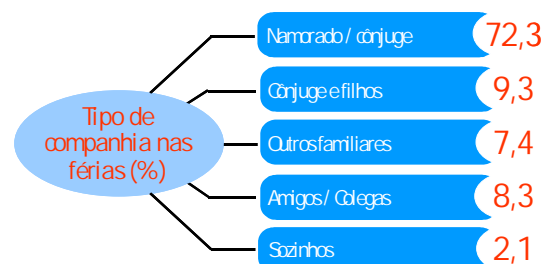 Tipo de
companhia nas
férias (%)
Namorado / cônjuge 72,3
Cônjuge e filhos 9,3
Outros familiares 7,4
Amigos / Colegas 8,3
Sozinhos 2,1